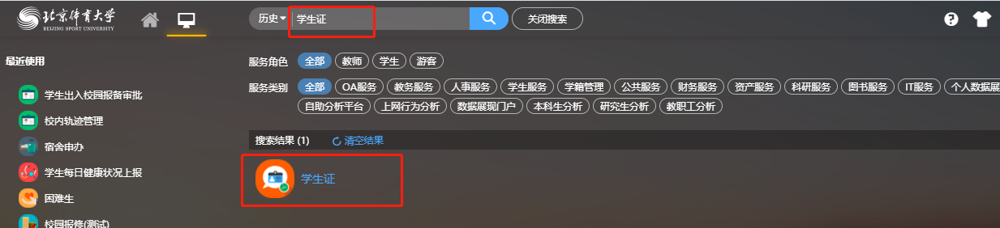 北京体育大学
BEIJING SPORT UNIVERSITY
历史 学生证 关闭搜索
最近使用
学生出入校园报备审批
校内轨迹管理
宿舍申办
学生每日健康状况上报
困难生
校园报修(测试)
服务角色 全部 教师 学生 游客
服务类别 全部 OA服务 教务服务 人事服务 学生服务 学籍管理 公共服务 财务服务 资产服务 科研服务 图书服务 IT服务 个人数据展
自助分析平台 上网行为分析 数据展现门户 本科生分析 研究生分析 教职工分析
搜索结果 (1) 清空结果
学生证